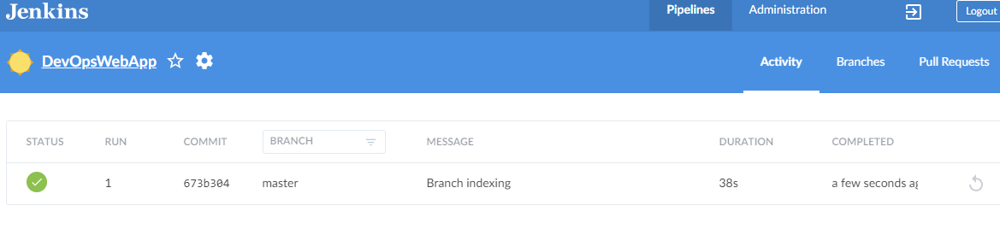 Jenkins
Pipelines Administration Logout
DevOpsWebApp Activity Branches Pull Requests
STATUS RUN COMMIT BRANCH MESSAGE DURATION COMPLETED
1 673b304 master Branch indexing 38s a few seconds ag